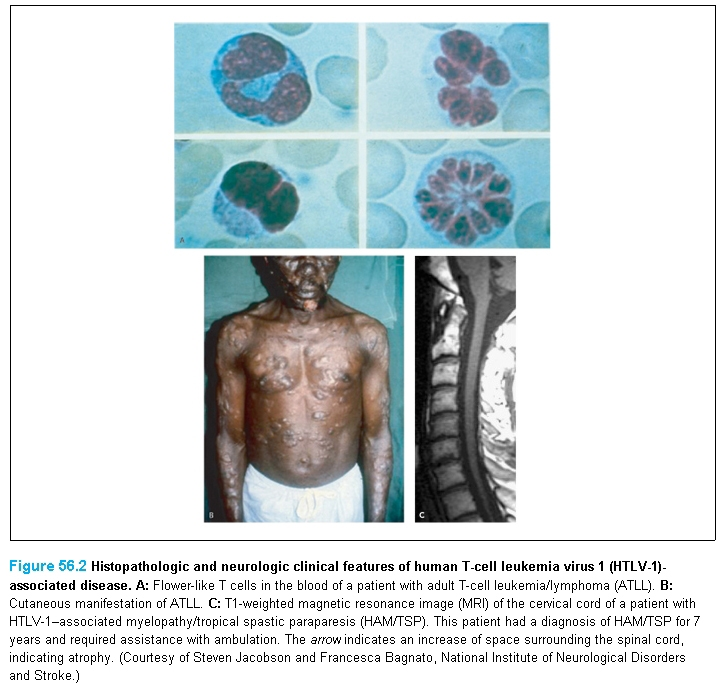 A
B
C
Figure 56.2 Histopathologic and neurologic clinical features of human T-cell leukemia virus 1 (HTLV-1)-
associated disease. A: Flower-like T cells in the blood of a patient with adult T-cell leukemia/lymphoma (ATLL). B:
Cutaneous manifestation of ATLL. C: T1-weighted magnetic resonance image (MRI) of the cervical cord of a patient with
HTLV-1–associated myelopathy/tropical spastic paraparesis (HAM/TSP). This patient had a diagnosis of HAM/TSP for 7
years and required assistance with ambulation. The arrow indicates an increase of space surrounding the spinal cord,
indicating atrophy. (Courtesy of Steven Jacobson and Francesca Bagnato, National Institute of Neurological Disorders
and Stroke.)